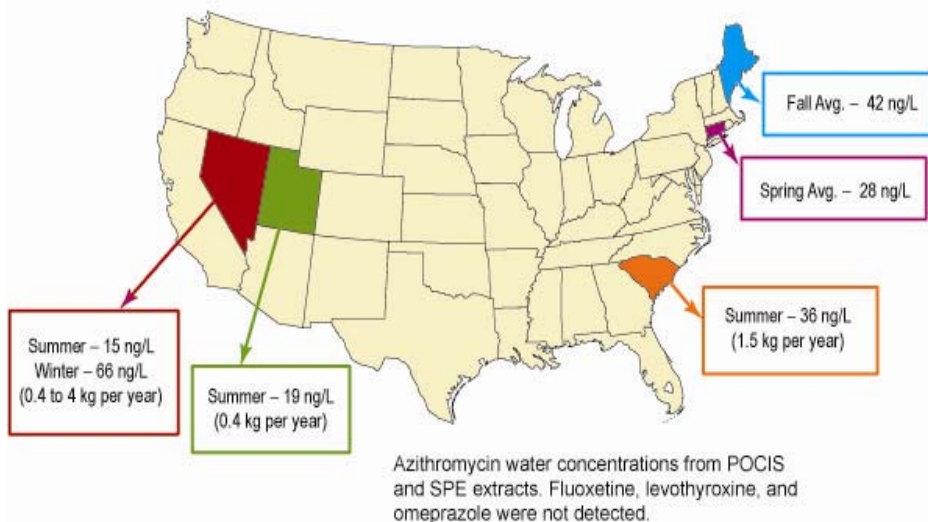 Fall Avg. – 42 ng/L
Spring Avg. – 28 ng/L
Summer – 36 ng/L
(1.5 kg per year)
Summer – 15 ng/L
Winter – 66 ng/L
(0.4 to 4 kg per year)
Summer – 19 ng/L
(0.4 kg per year)
Azithromycin water concentrations from POCIS
and SPE extracts. Fluoxetine, levothyroxine, and
omeprazole were not detected.